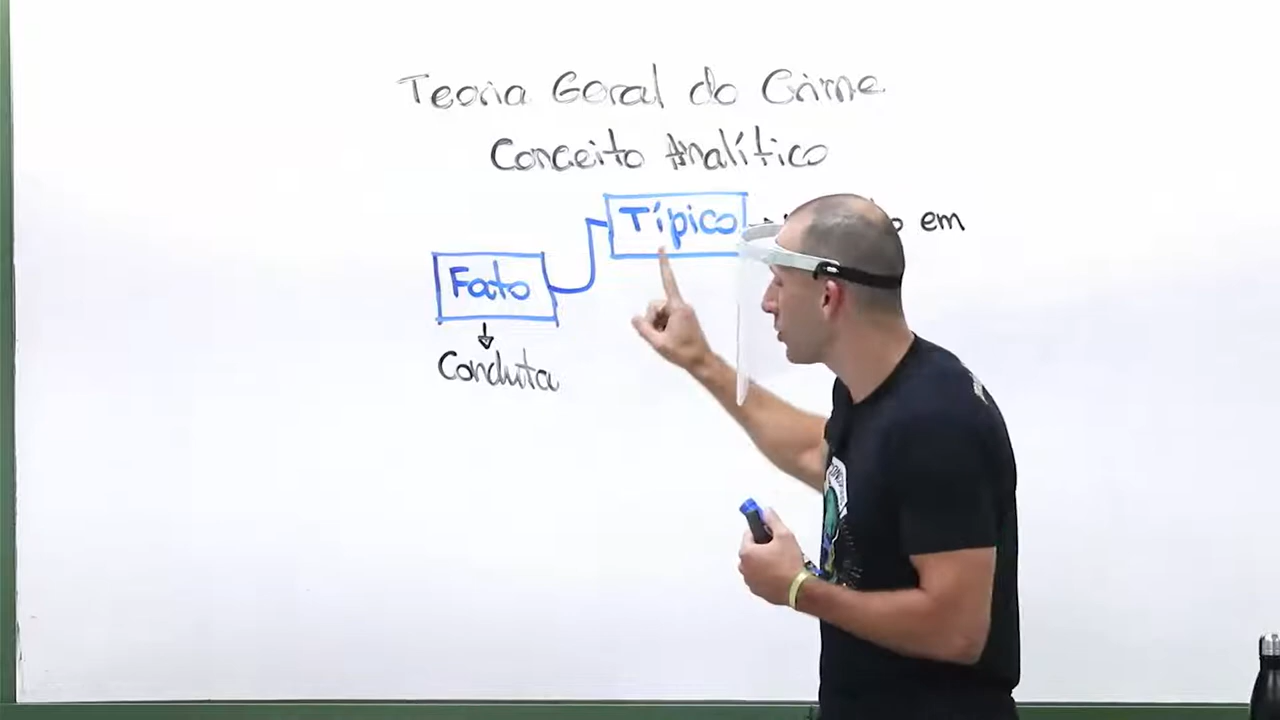 Teoria Geral do Crime
Conceito Analítico
Típico em
Fato
Conduta